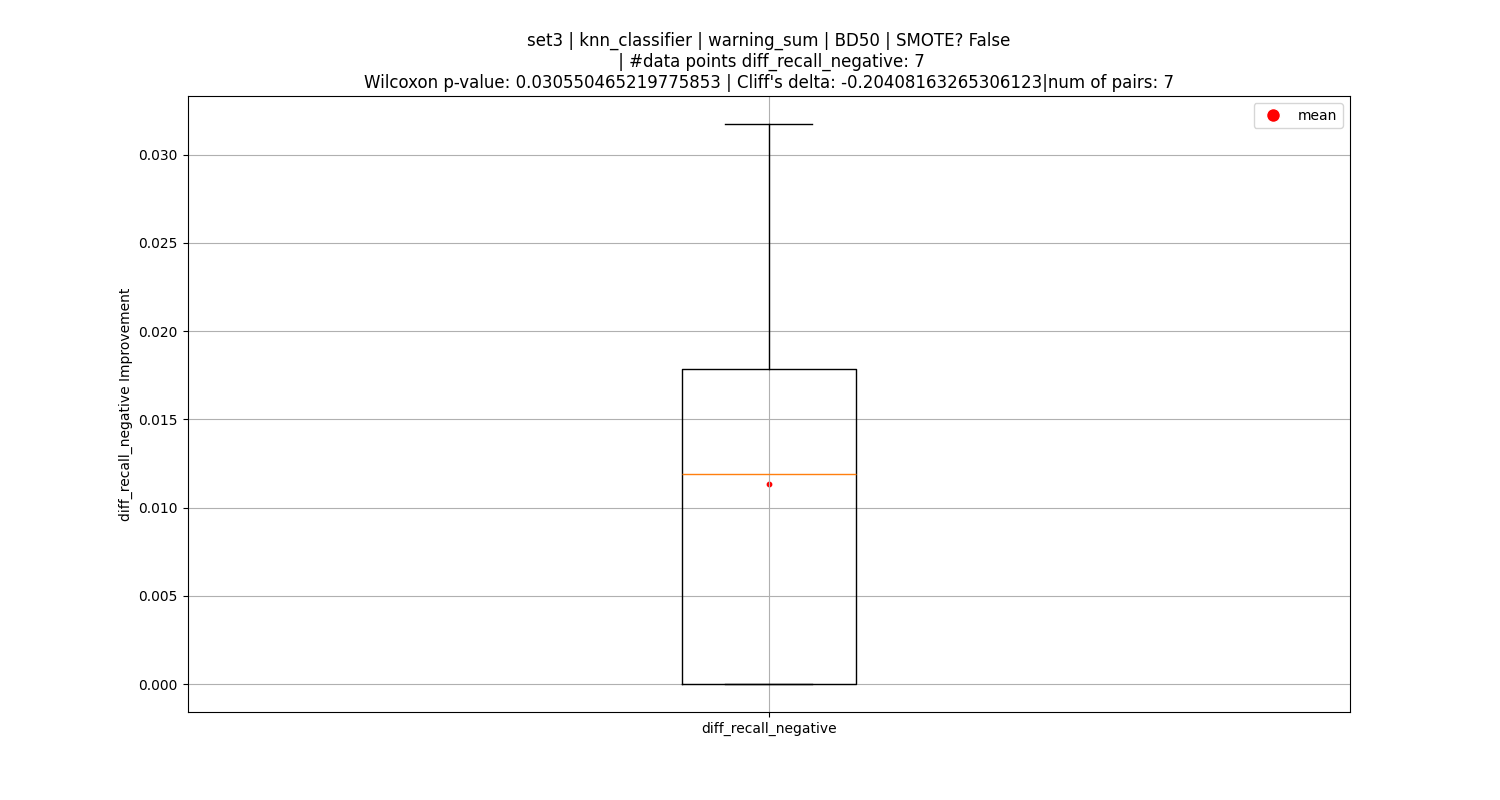 set3 | knn_classifier | warning_sum | BD50 | SMOTE? False
| #data points diff_recall_negative: 7
Wilcoxon p-value: 0.030550465219775853 | Cliff's delta: -0.20408163265306123|num of pairs: 7
mean
0.030
0.025
0.020
0.015
0.010
0.005
0.000
diff_recall_negative Improvement
diff_recall_negative